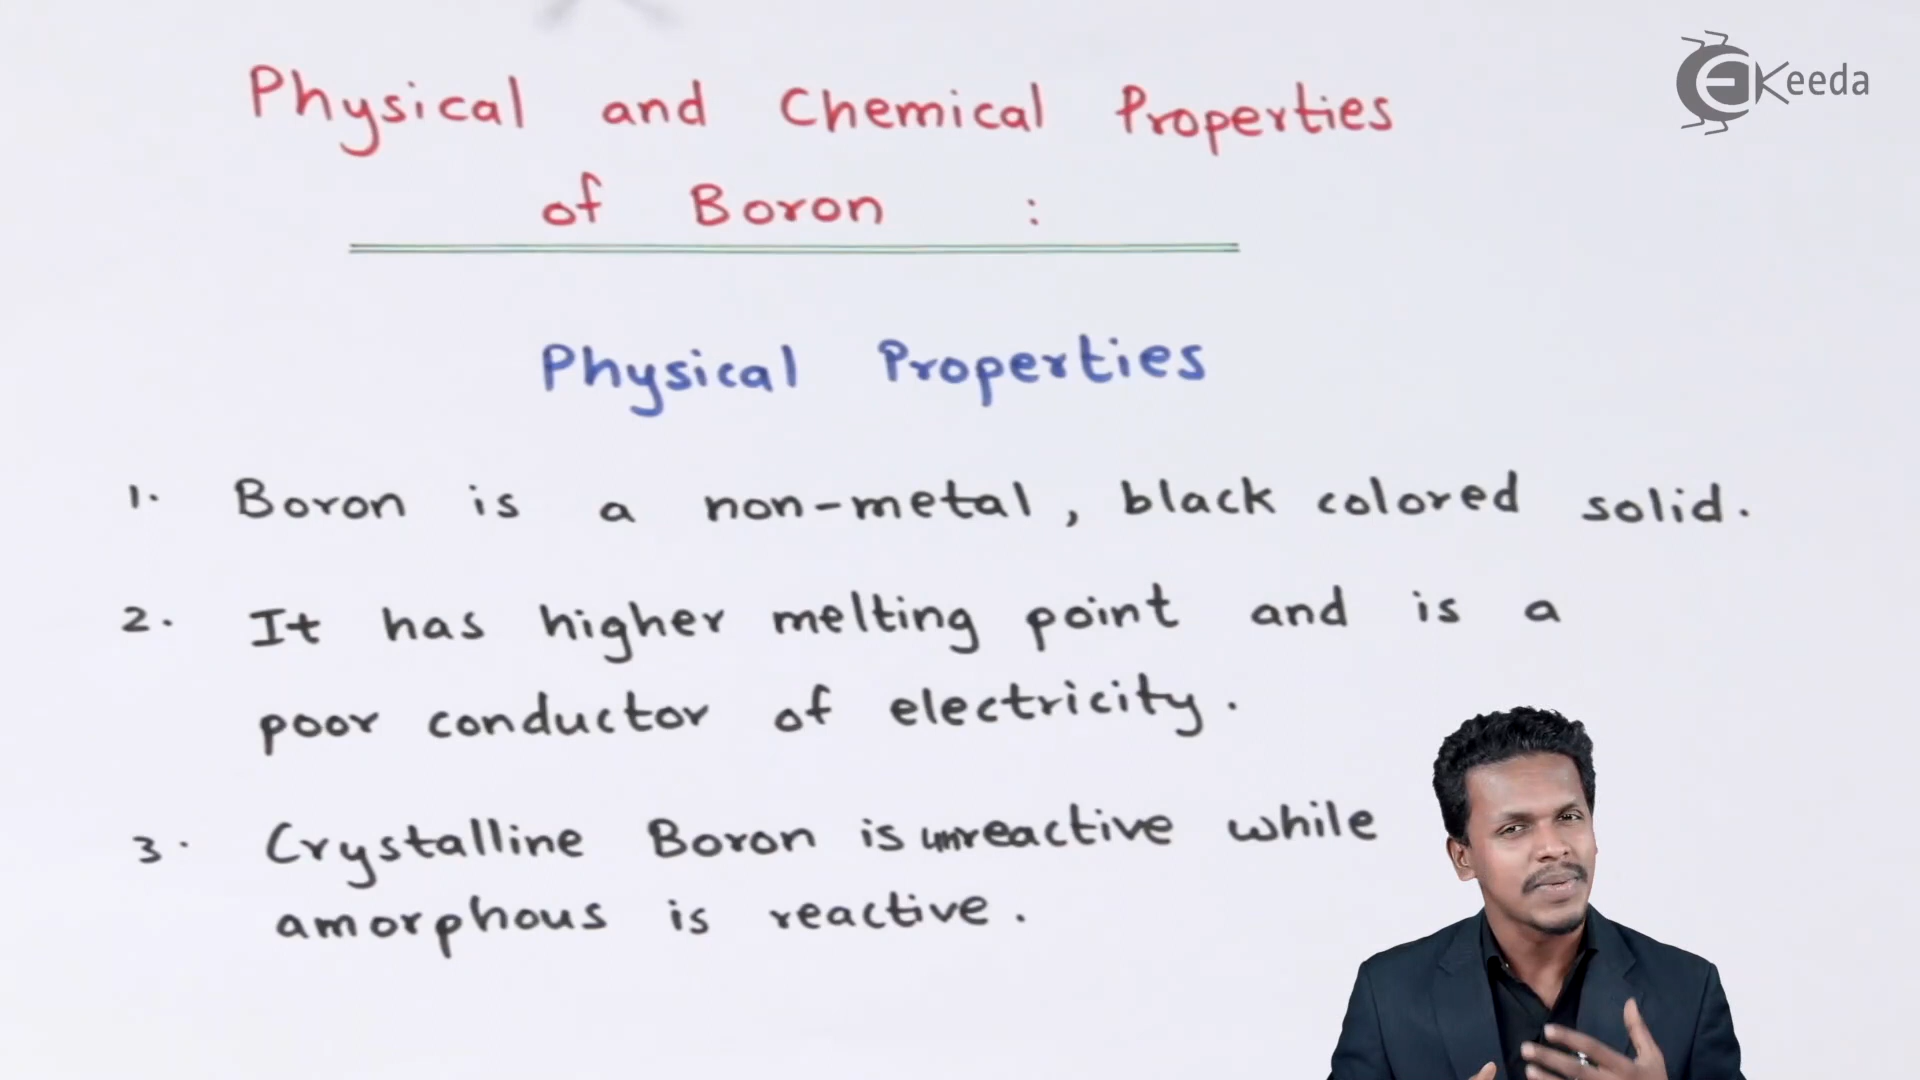 Physical and Chemical Properties
of Boron :
Physical Properties
1. Boron is a non-metal, black colored solid.
2. It has higher melting point and is a
poor conductor of electricity.
3. Crystalline Boron is unreactive while
amorphous is reactive.
EKeeda